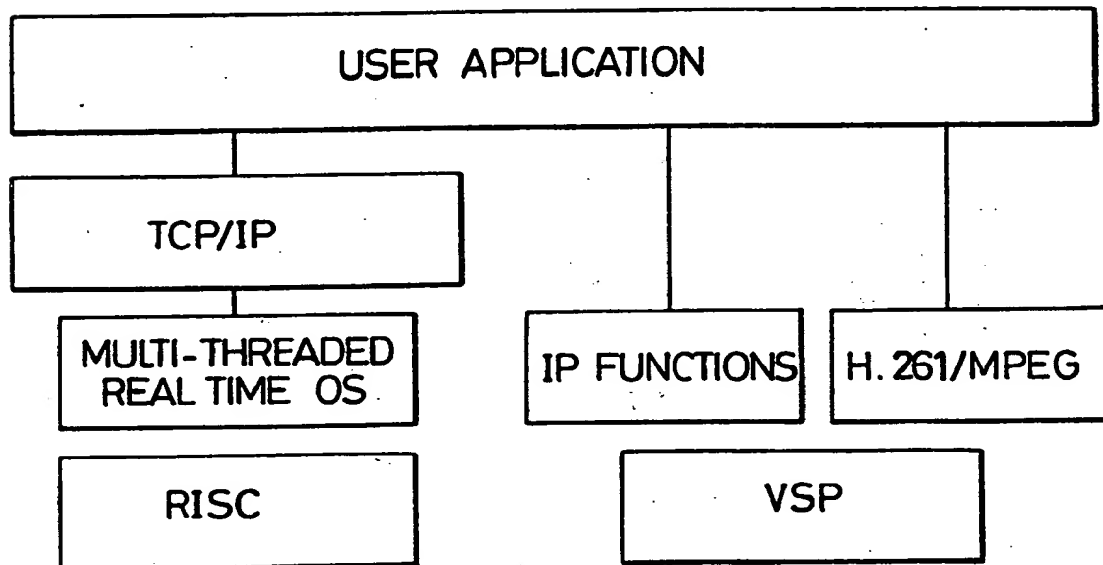 USER APPLICATION
TCP/IP
MULTI-THREADED
REAL TIME OS
IP FUNCTIONS
H.261/MPEG
RISC
VSP